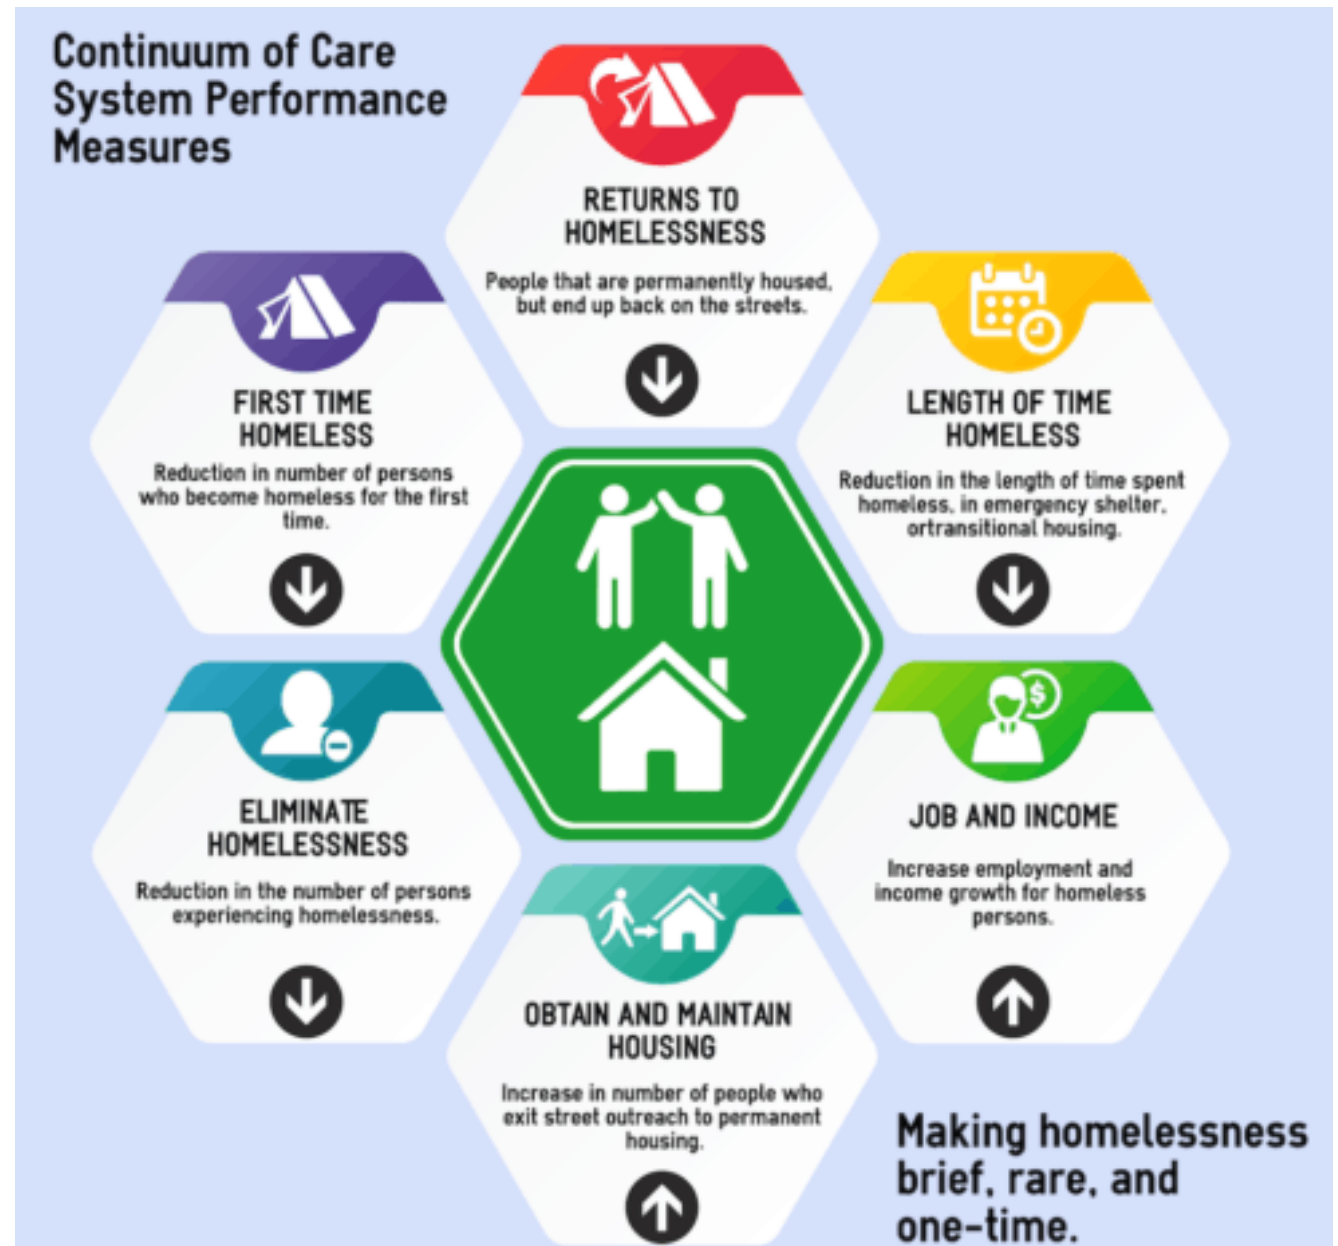 Continuum of Care
System Performance
Measures
RETURNS TO
HOMELESSNESS
People that are permanently housed,
but end up back on the streets.
FIRST TIME
HOMELESS
Reduction in number of persons
who become homeless for the first
time.
LENGTH OF TIME
HOMELESS
Reduction in the length of time spent
homeless, in emergency shelter,
ortransitional housing.
ELIMINATE
HOMELESSNESS
Reduction in the number of persons
experiencing homelessness.
$
JOB AND INCOME
Increase employment and
income growth for homeless
persons.
OBTAIN AND MAINTAIN
HOUSING
Increase in number of people who
exit street outreach to permanent
housing.
Making homelessness
brief, rare, and
one-time.